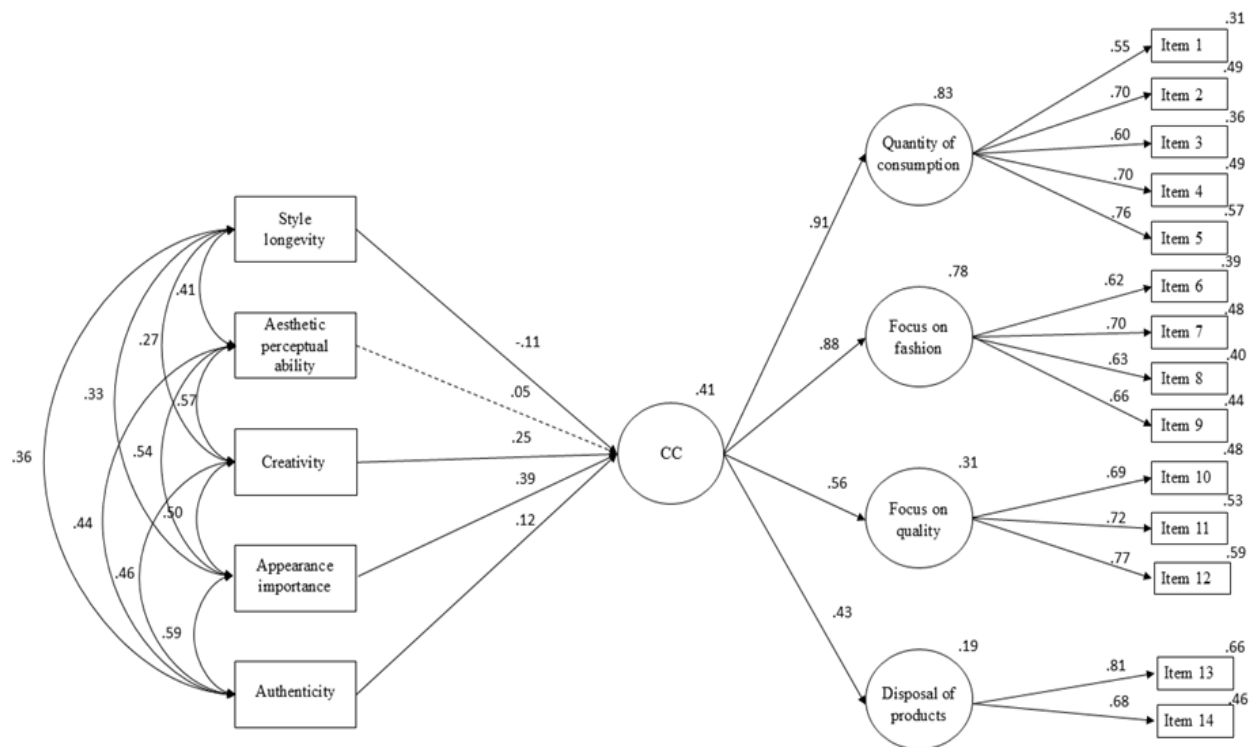 .31
Item 1
.55
.49
Item 2
.70
.83
.36
Item 3
.60
Quantity of
consumption
.49
Item 4
.70
.57
Item 5
.76
.91
.39
Item 6
.62
.78
.48
Item 7
.70
Focus on
fashion
.40
Item 8
.63
.44
Item 9
.66
.88
Style
longevity
.41
-.11
.27
Aesthetic
perceptual
ability
.05
.33
.57
.41
CC
.25
.54
Creativity
.36
.39
.50
.12
.44
.46
Appearance
importance
.59
Authenticity
.56
.31
.48
Item 10
.69
Focus on
quality
.53
Item 11
.72
.59
Item 12
.77
.43
.19
.66
Item 13
.81
Disposal of
products
.46
Item 14
.68